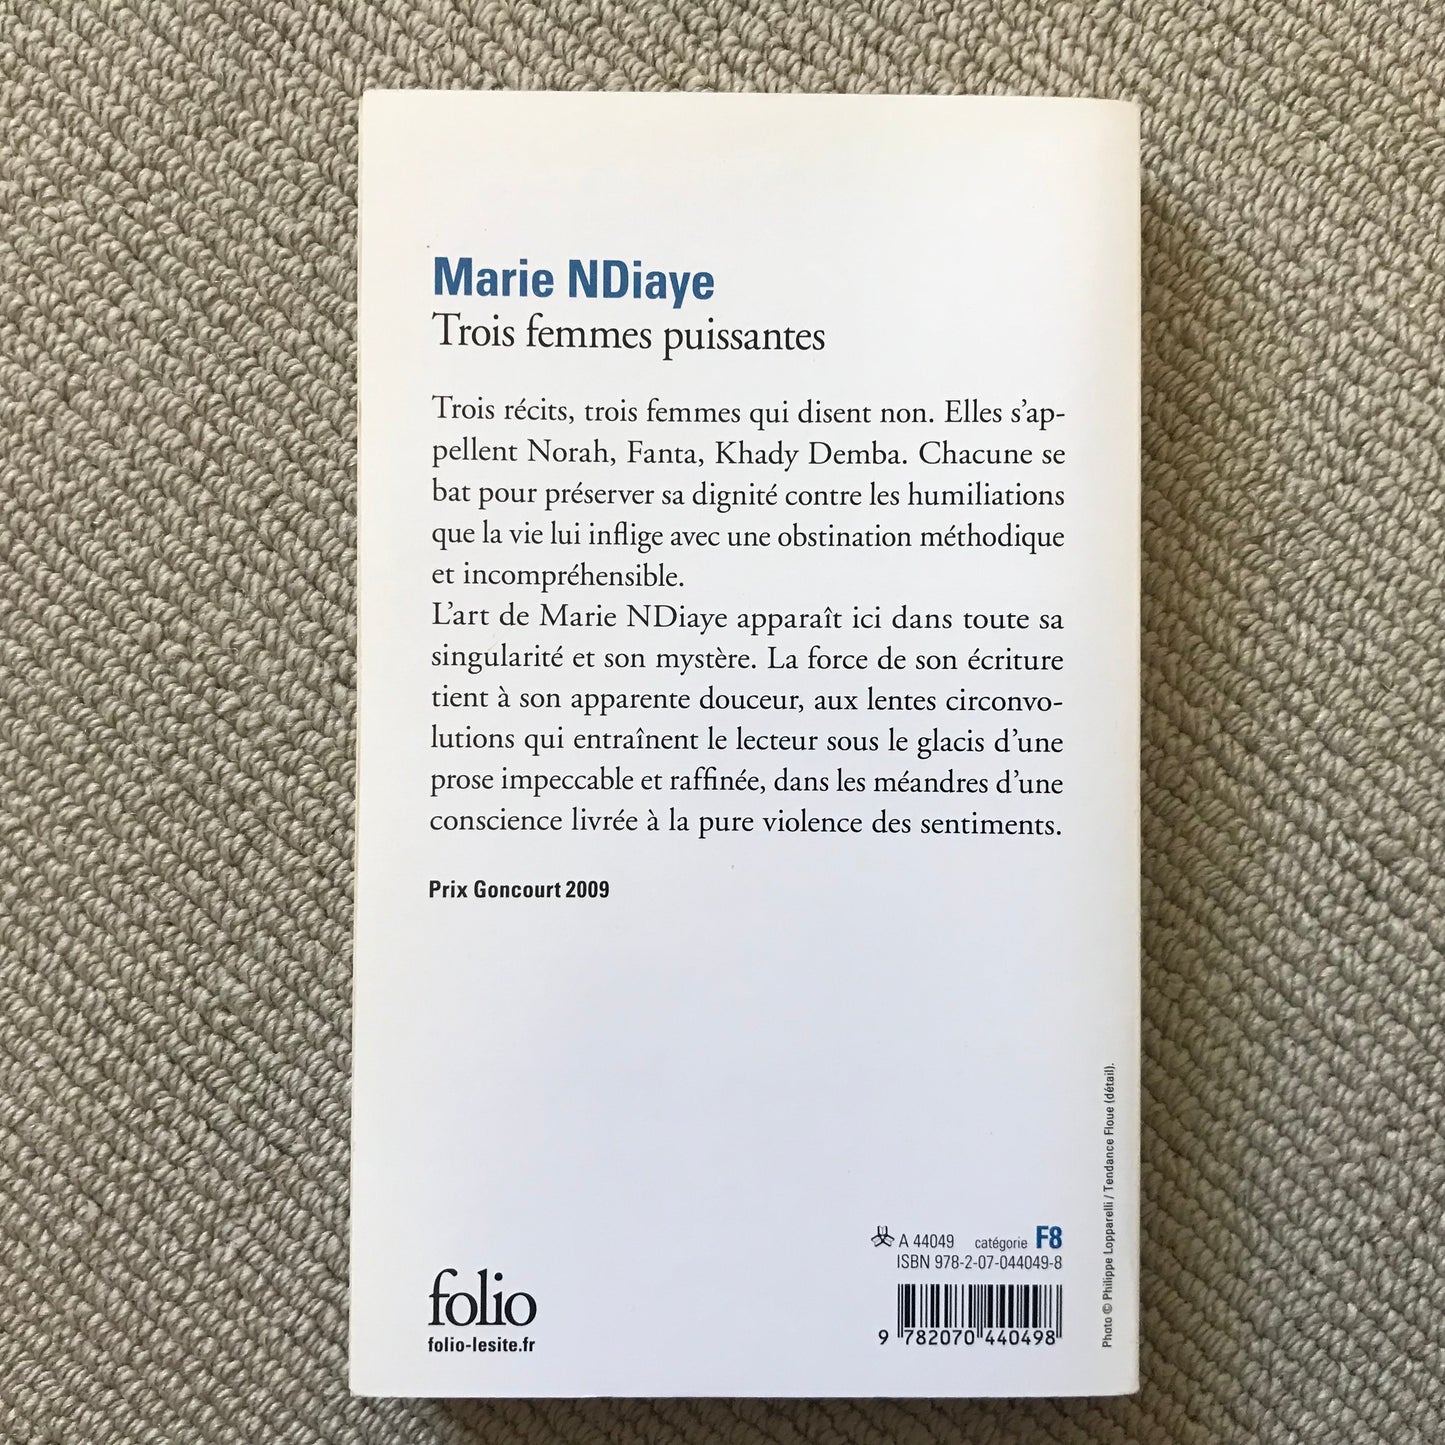 Marie NDiaye
Trois femmes puissantes
Trois récits, trois femmes qui disent non. Elles s'ap-
pellent Norah, Fanta, Khady Demba. Chacune se
bat pour préserver sa dignité contre les humiliations
que la vie lui inflige avec une obstination méthodique
et incompréhensible.
L'art de Marie NDiaye apparaît ici dans toute sa
singularité et son mystère. La force de son écriture
tient à son apparente douceur, aux lentes circonvo-
lutions qui entraînent le lecteur sous le glacis d'une
prose impeccable et raffinée, dans les méandres d'une
conscience livrée à la pure violence des sentiments.
Prix Goncourt 2009
folio
folio-lesite.fr
A 44049 catégorie F8
ISBN 978-2-07-044049-8
9 782070 440498
Photo © Philippe Lopparelli / Tendance Floue (détail).